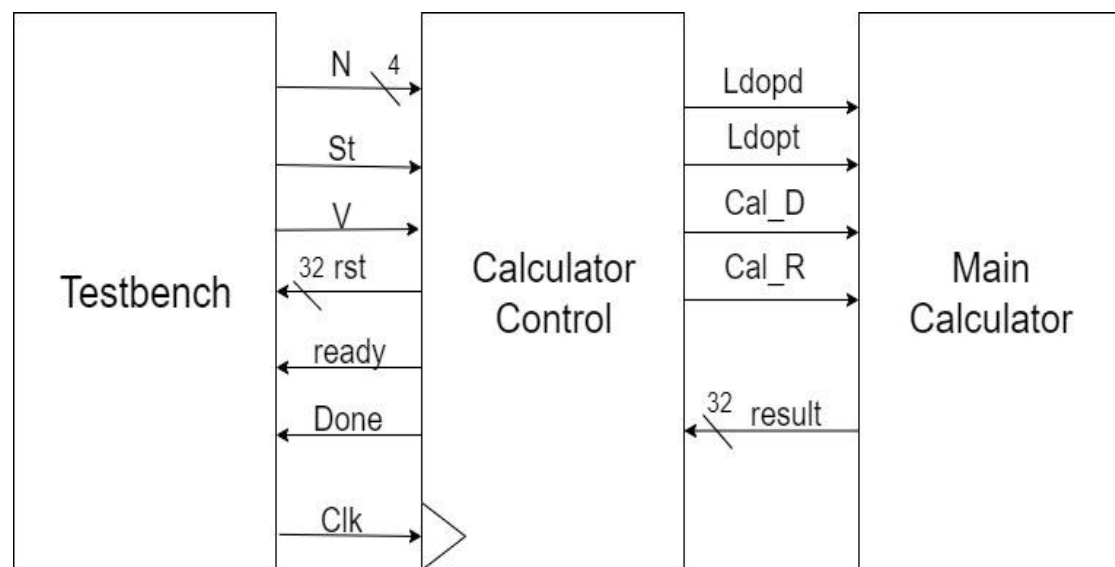 Testbench
N 4
St
V
32 rst
ready
Done
Clk
Calculator
Control
Ldopd
Ldopt
Cal_D
Cal_R
32 result
Main
Calculator